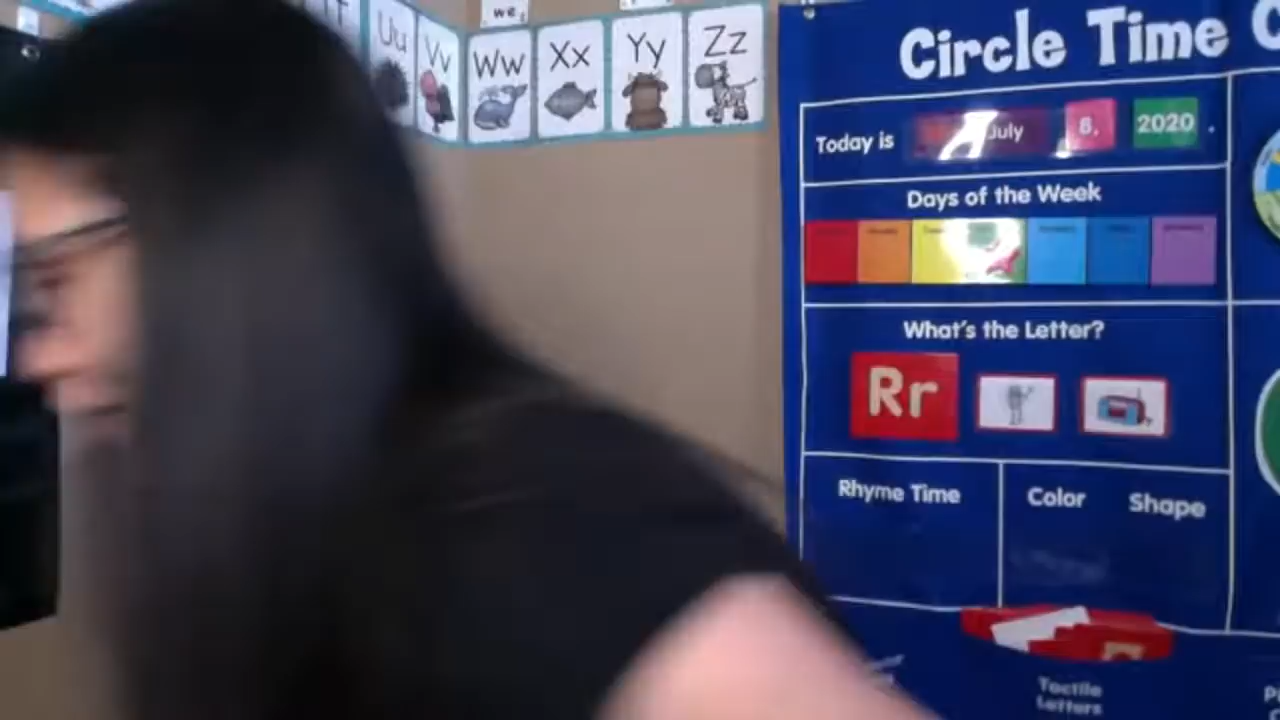 we
Uu
Vv
Ww
Xx
Yy
Zz
Circle Time C
Today is July 8, 2020 .
Days of the Week
What's the Letter?
Rr
Rhyme Time
Color Shape
Tactile
Letters